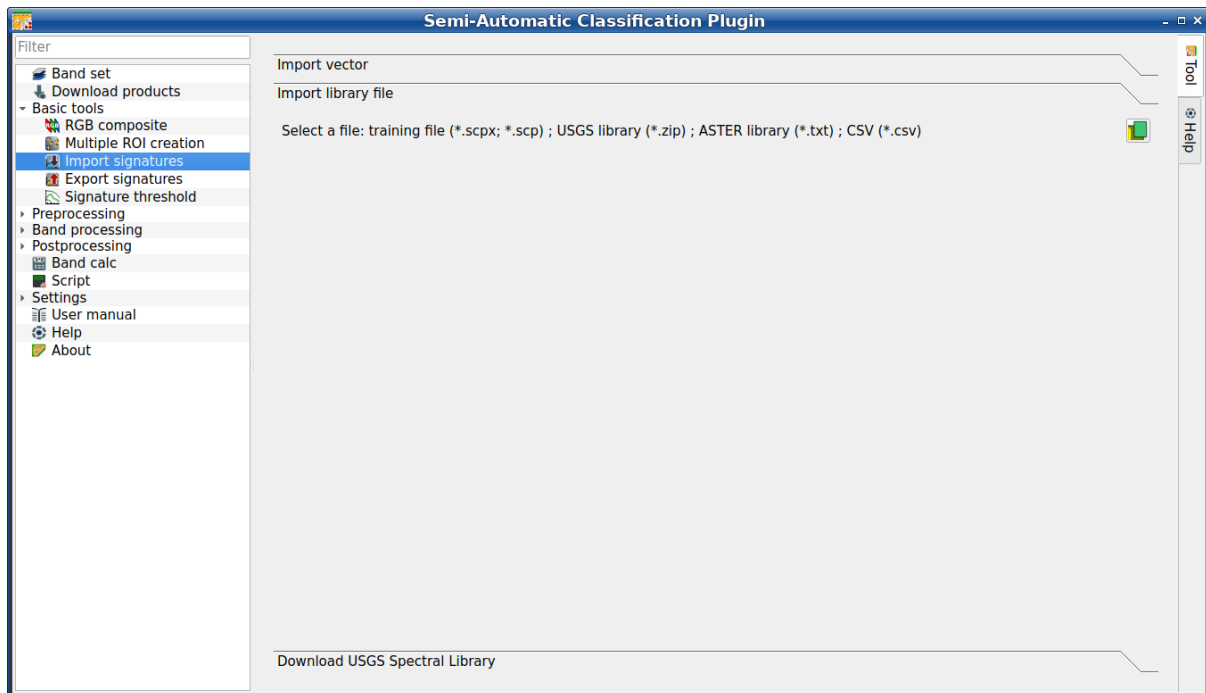 Semi-Automatic Classification Plugin
Filter
Band set
Download products
Basic tools
RGB composite
Multiple ROI creation
Import signatures
Export signatures
Signature threshold
Preprocessing
Band processing
Postprocessing
Band calc
Script
Settings
User manual
Help
About
Import vector
Import library file
Select a file: training file (*.scpx; *.scp) ; USGS library (*.zip) ; ASTER library (*.txt) ; CSV (*.csv)
Download USGS Spectral Library
Tool
Help